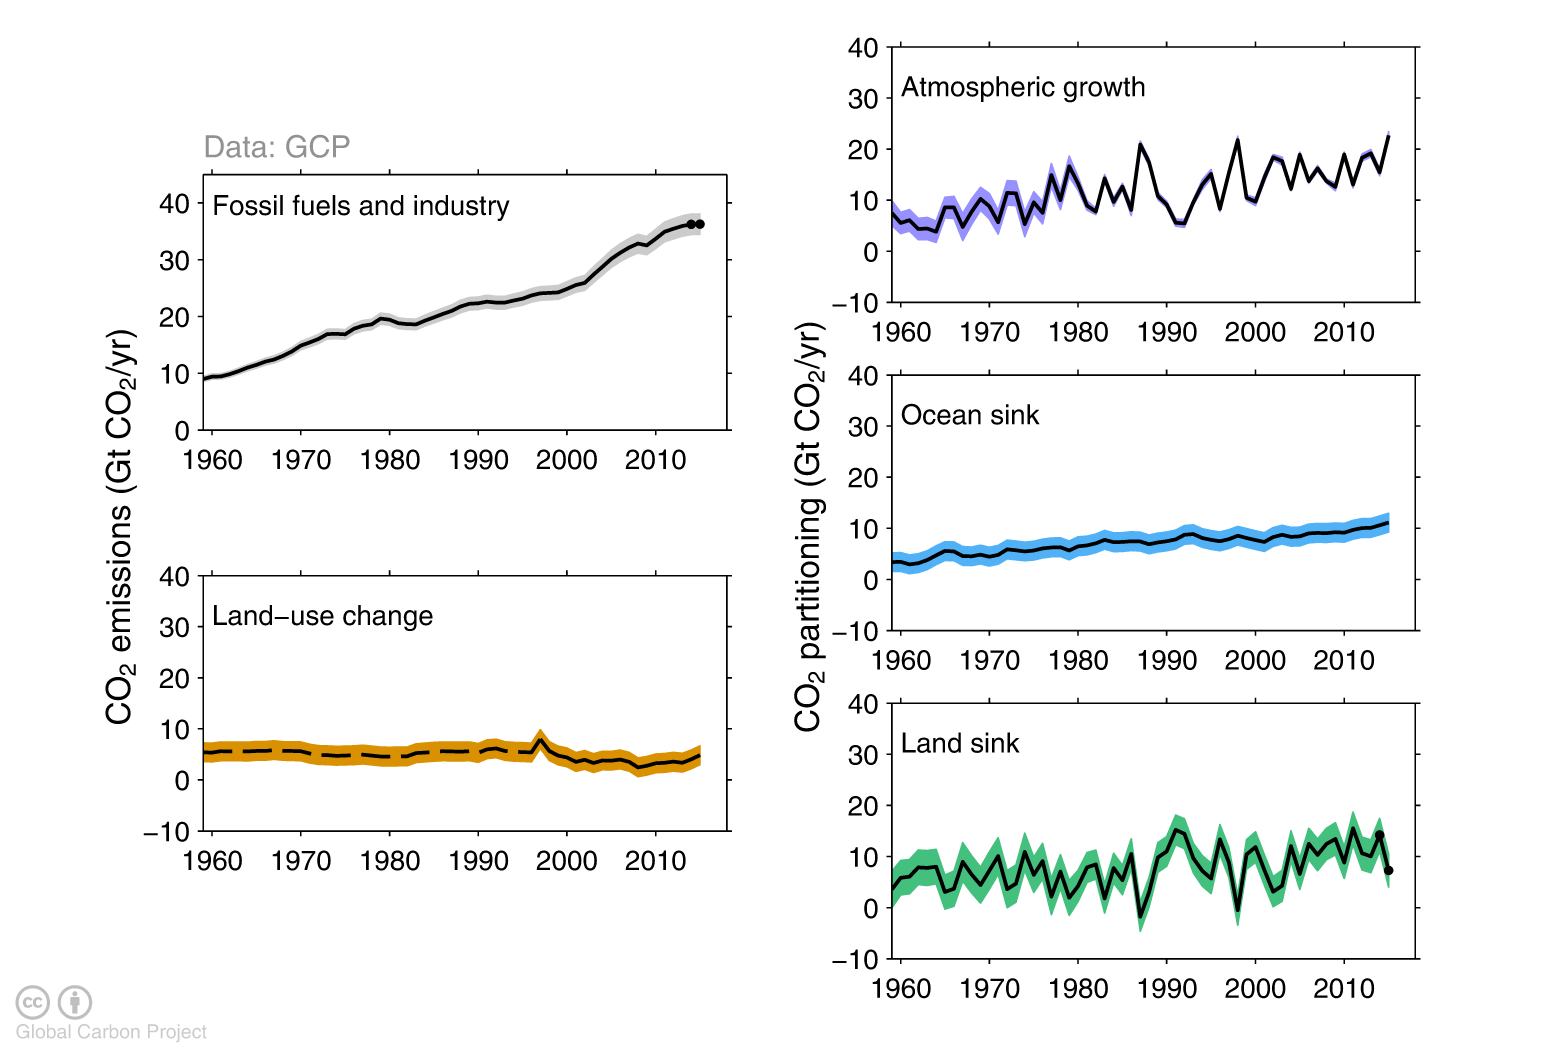 Data: GCP
CO2 emissions (Gt CO2/yr)
Fossil fuels and industry
40
30
20
10
0
1960 1970 1980 1990 2000 2010
Land−use change
40
30
20
10
0
−10
1960 1970 1980 1990 2000 2010
CO2 partitioning (Gt CO2/yr)
Atmospheric growth
40
30
20
10
0
−10
1960 1970 1980 1990 2000 2010
Ocean sink
40
30
20
10
0
−10
1960 1970 1980 1990 2000 2010
Land sink
40
30
20
10
0
−10
1960 1970 1980 1990 2000 2010
cc
Global Carbon Project